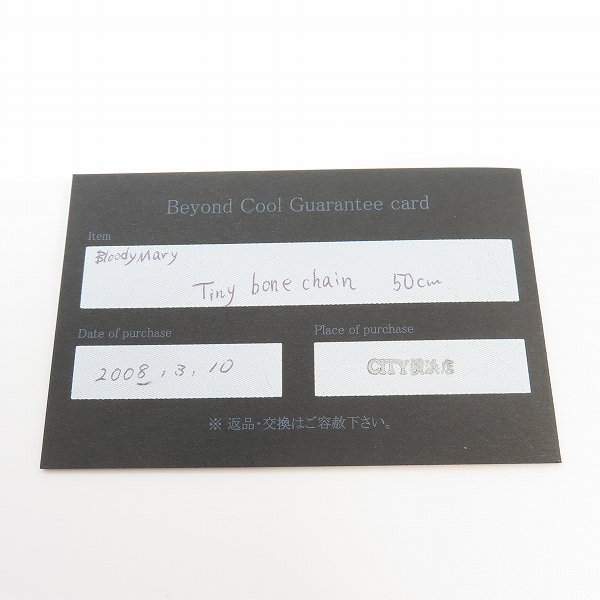 Beyond Cool Guarantee card
Item
BloodyMary
Tiny bone chain 50cm
Date of purchase
Place of purchase
2008.3.10
CITY横浜店
※ 返品・交換はご容赦下さい。